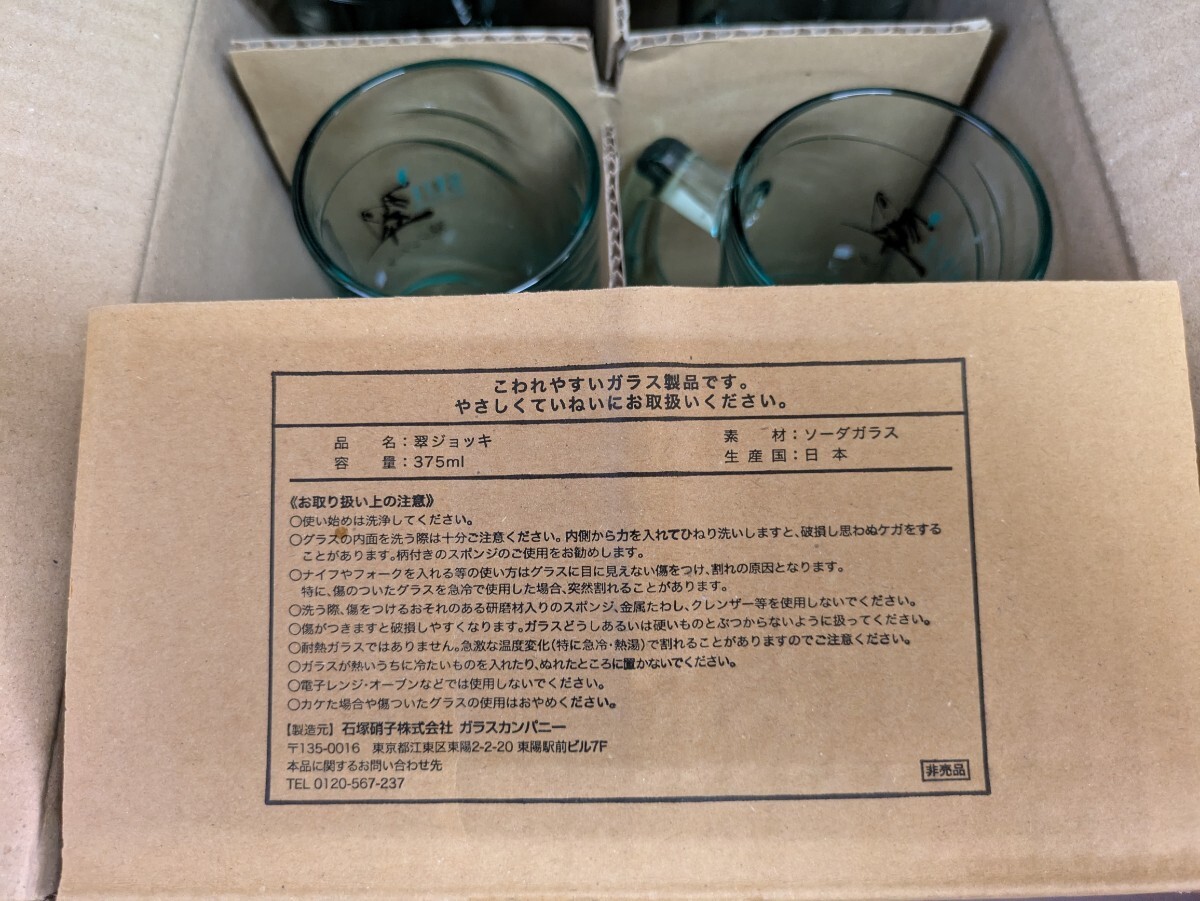 こわれやすいガラス製品です。
やさしくていねいにお取扱いください。
品　名：翠ジョッキ
容　量：375ml
素　材：ソーダガラス
生産国：日本
《お取り扱い上の注意》
○使い始めは洗浄してください。
○グラスの内面を洗う際は十分ご注意ください。内側から力を入れてひねり洗いしますと、破損し思わぬケガをする
ことがあります。柄付きのスポンジのご使用をお勧めします。
○ナイフやフォークを入れる等の使い方はグラスに目に見えない傷をつけ、割れの原因となります。
特に、傷のついたグラスを急冷で使用した場合、突然割れることがあります。
○洗う際、傷をつけるおそれのある研磨材入りのスポンジ、金属たわし、クレンザー等を使用しないでください。
○傷がつきますと破損しやすくなります。ガラスどうしあるいは硬いものとぶつからないように扱ってください。
○耐熱ガラスではありません。急激な温度変化（特に急冷・熱湯）で割れることがありますのでご注意ください。
○ガラスが熱いうちに冷たいものを入れたり、ぬれたところに置かないでください。
○電子レンジ・オーブンなどでは使用しないでください。
○カケた場合や傷ついたグラスの使用はおやめください。
【製造元】石塚硝子株式会社 ガラスカンパニー
〒135-0016　東京都江東区東陽2-2-20 東陽駅前ビル7F
本品に関するお問い合わせ先
TEL 0120-567-237
非売品